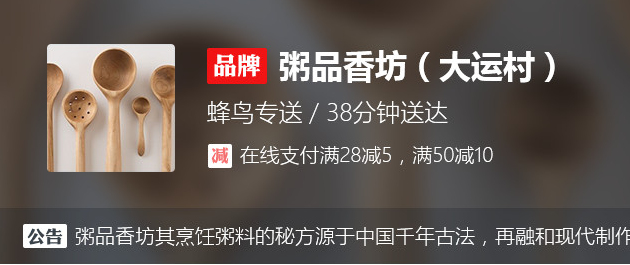 品牌 粥品香坊（大运村）
蜂鸟专送 / 38分钟送达
减 在线支付满28减5，满50减10
公告 粥品香坊其烹饪粥料的秘方源于中国千年古法，再融和现代制作